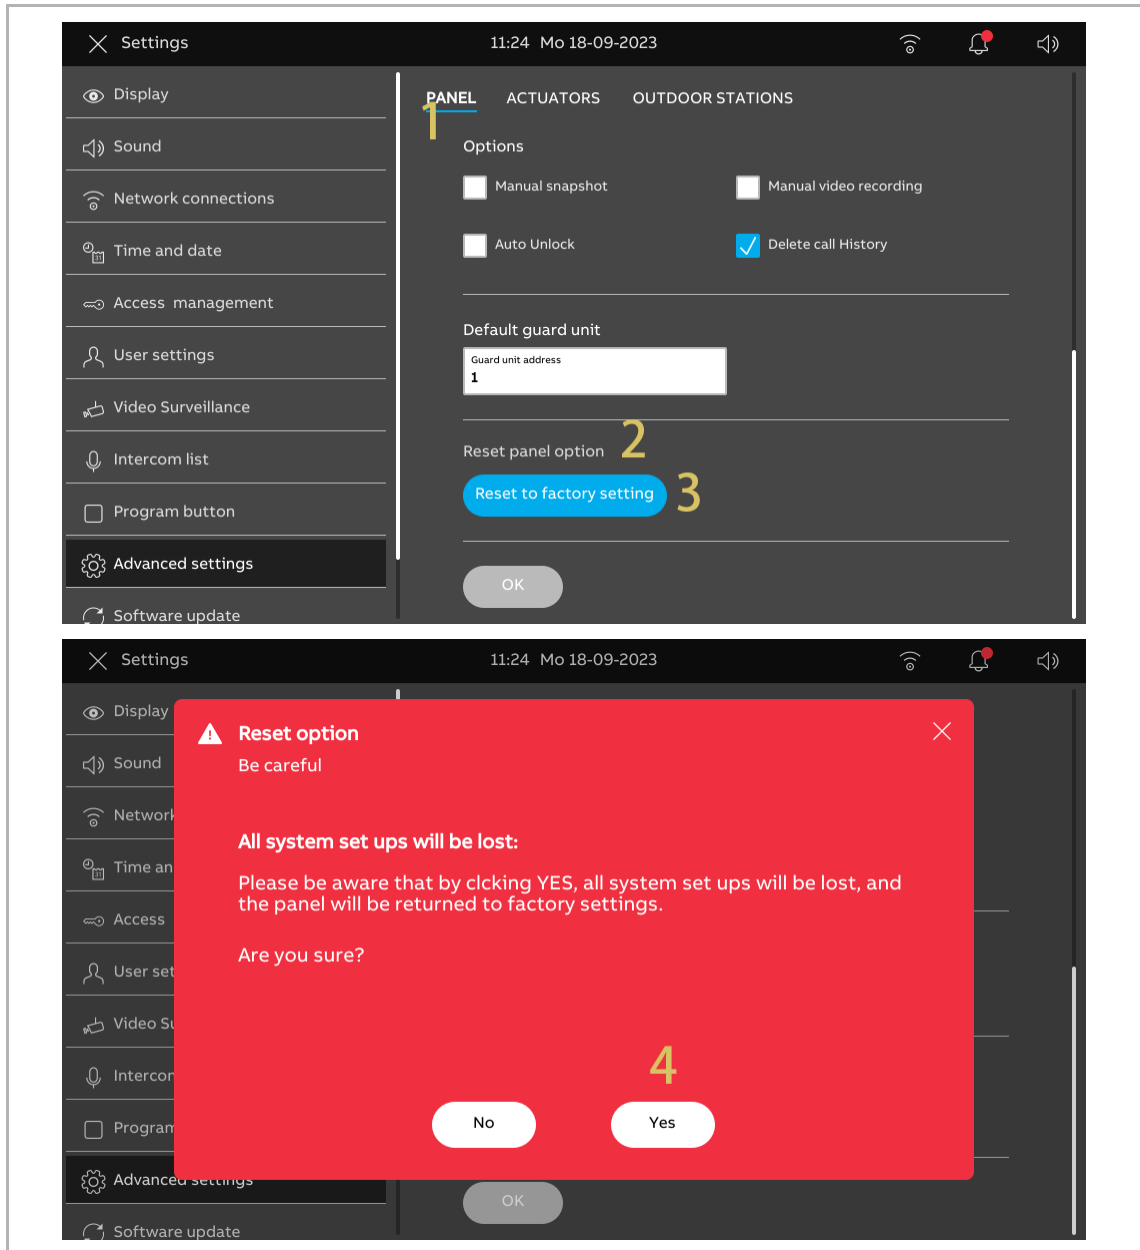 Settings
11:24 Mo 18-09-2023
Display
Sound
Network connections
Time and date
Access management
User settings
Video Surveillance
Intercom list
Program button
Advanced settings
Software update
PANEL ACTUATORS OUTDOOR STATIONS
1
Options
Manual snapshot
Manual video recording
Auto Unlock
Delete call History
Default guard unit
Guard unit address
1
Reset panel option 2
Reset to factory setting 3
OK
Settings
11:24 Mo 18-09-2023
Display
Sound
Network
Time an
Access
User set
Video Su
Intercom
Program
Advanced settings
Software update
Reset option
Be careful
All system set ups will be lost:
Please be aware that by clcking YES, all system set ups will be lost, and
the panel will be returned to factory settings.
Are you sure?
4
No
Yes
OK